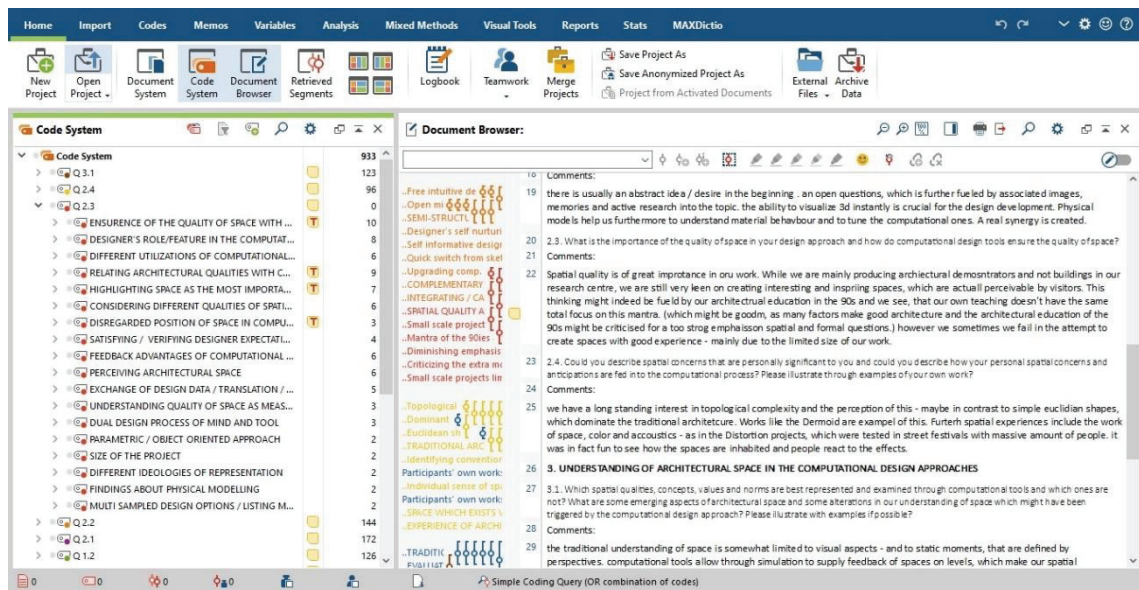 Home Import Codes Memos Variables Analysis Mixed Methods Visual Tools Reports Stats MAXDictio
New Project
Open Project
Document System
Code System
Document Browser
Retrieved Segments
Logbook
Teamwork
Merge Projects
Save Project As
Save Anonymized Project As
Project from Activated Documents
External Files
Archive Data
Code System
Code System 933
Q 3.1 123
Q 2.4 96
Q 2.3 0
ENSURENCE OF THE QUALITY OF SPACE WITH ... 10
DESIGNER'S ROLE/FEATURE IN THE COMPUTAT... 8
DIFFERENT UTILIZATIONS OF COMPUTATIONAL... 6
RELATING ARCHITECTURAL QUALITIES WITH C... 9
HIGHLIGHTING SPACE AS THE MOST IMPORTA... 7
CONSIDERING DIFFERENT QUALITIES OF SPATI... 6
DISREGARDED POSITION OF SPACE IN COMPU... 3
SATISFYING / VERIFYING DESIGNER EXPECTATI... 4
FEEDBACK ADVANTAGES OF COMPUTATIONAL ... 6
PERCEIVING ARCHITECTURAL SPACE 6
EXCHANGE OF DESIGN DATA / TRANSLATION / ... 5
UNDERSTANDING QUALITY OF SPACE AS MEAS... 3
DUAL DESIGN PROCESS OF MIND AND TOOL 3
PARAMETRIC / OBJECT ORIENTED APPROACH 2
SIZE OF THE PROJECT 2
DIFFERENT IDEOLOGIES OF REPRESENTATION 2
FINDINGS ABOUT PHYSICAL MODELLING 2
MULTI SAMPLED DESIGN OPTIONS / LISTING M... 2
Q 2.2 144
Q 2.1 172
Q 1.2 126
Document Browser:
..Free intuitive de
..Open mi
..SEMI-STRUCTU
..Designer's self nurturi
..Self informative design
..Quick switch from sket
..Upgrading comp.
..COMPLEMENTARY
..INTEGRATING / CA
..SPATIAL QUALITY A
..Small scale project
..Mantra of the 90ies
..Diminishing emphasis
..Criticizing the extra mo
..Small scale projects lim
..Topological
..Dominant
..Euclidean sh
..TRADITIONAL ARC
..Identifying convention
Participants' own work:
..Individual sense of spa
Participants' own work:
..SPACE WHICH EXISTS V
..EXPERIENCE OF ARCHI
..TRADITIC
18 Comments:
19 there is usually an abstract idea / desire in the beginning . an open questions, which is further fueled by associated images,
memories and active research into the topic. the ability to visualize 3d instantly is crucial for the design development. Physical
models help us furthermore to understand material behavbour and to tune the computational ones. A real synergy is created.
20 2.3. What is the importance of the quality of space in your design approach and how do computational design tools ensure the quality of space?
21 Comments:
22 Spatial quality is of great improtance in oru work. While we are mainly producing archiectural demosntrators and not buildings in our
research centre, we are still very keen on creating interesting and inspriing spaces, which are actuall perceivable by visitors. This
thinking might indeed be fueld by our architectrual education in the 90s and we see, that our own teaching doesn't have the same
total focus on this mantra. (which might be goodm, as many factors make good architecture and the architectural education of the
90s might be criticised for a too strog emphaisson spatial and formal questions.) however we sometimes we fail in the attempt to
create spaces with good experience - mainly due to the limited size of our work.
23 2.4. Could you describe spatial concerns that are personally significant to you and could you describe how your personal spatial concerns and
anticipations are fed into the computational process? Please illustrate through examples of your own work?
24 Comments:
25 we have a long standing interest in topological complexity and the perception of this - maybe in contrast to simple euclidian shapes,
which dominate the traditional architetcure. Works like the Dermoid are exampel of this. Furterh spatial experiences include the work
of space, color and accoustics - as in the Distortion projects, which were tested in street festivals with massive amount of people. it
was in fact fun to see how the spaces are inhabited and people react to the effects.
26 3. UNDERSTANDING OF ARCHITECTURAL SPACE IN THE COMPUTATIONAL DESIGN APPROACHES
27 3.1. Which spatial qualities, concepts, values and norms are best represented and examined through computational tools and which ones are
not? What are some emerging aspects of architectural space and some alterations in our understanding of space which might have been
triggered by the computational design approach? Please illustrate with examples if possible?
28 Comments:
29 the traditional understanding of space is somewhat limited to visual aspects - and to static moments, that are defined by
perspectives. computational tools allow through simulation to supply feedback of spaces on levels, which make our spatial
0 0 0 0 Simple Coding Query (OR combination of codes)